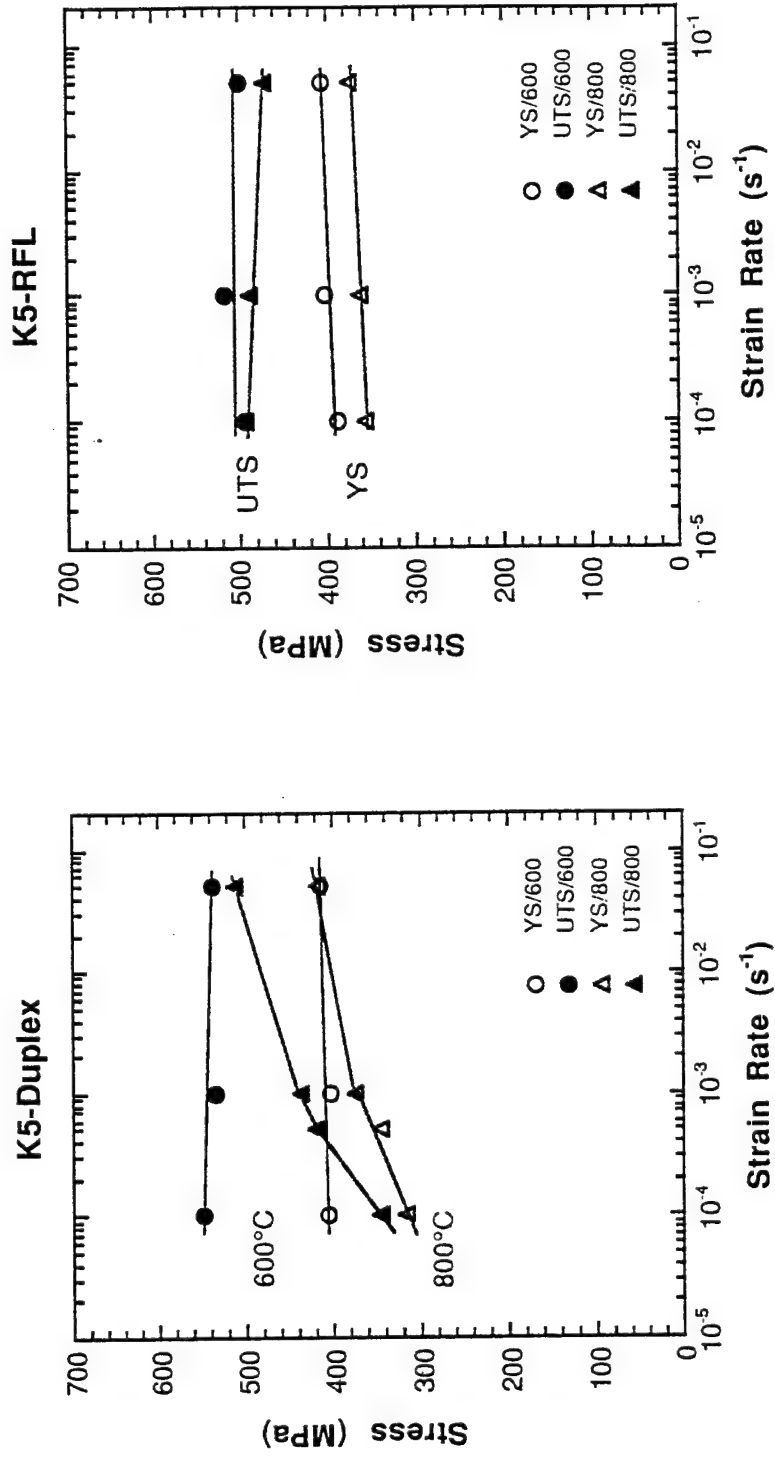 K5-Duplex
Stress (MPa)
700
600
500
400
300
200
100
0
600°C
800°C
YS/600
UTS/600
YS/800
UTS/800
10-5
10-4
10-3
10-2
10-1
Strain Rate (s-1)
K5-RFL
Stress (MPa)
700
600
500
400
300
200
100
0
UTS
YS
YS/600
UTS/600
YS/800
UTS/800
10-5
10-4
10-3
10-2
10-1
Strain Rate (s-1)